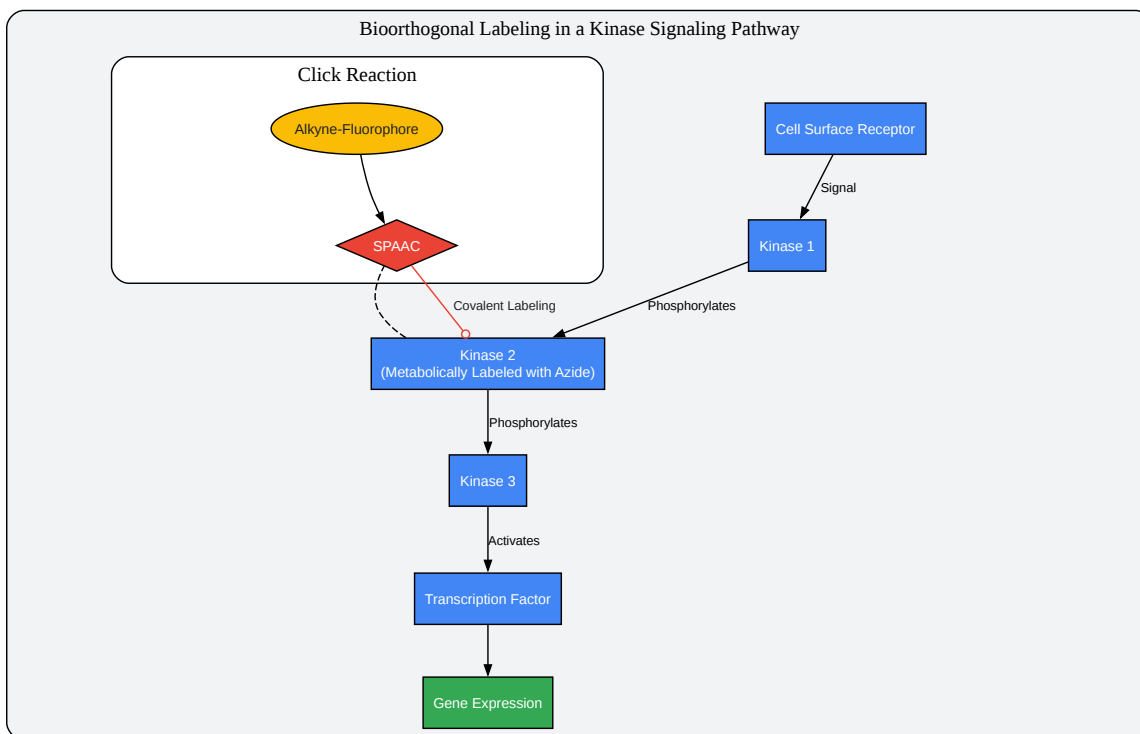 Bioorthogonal Labeling in a Kinase Signaling Pathway
Click Reaction
Alkyne-Fluorophore
Cell Surface Receptor
Signal
SPAAC
Kinase 1
Covalent Labeling
Phosphorylates
Kinase 2
(Metabolically Labeled with Azide)
Phosphorylates
Kinase 3
Activates
Transcription Factor
Gene Expression